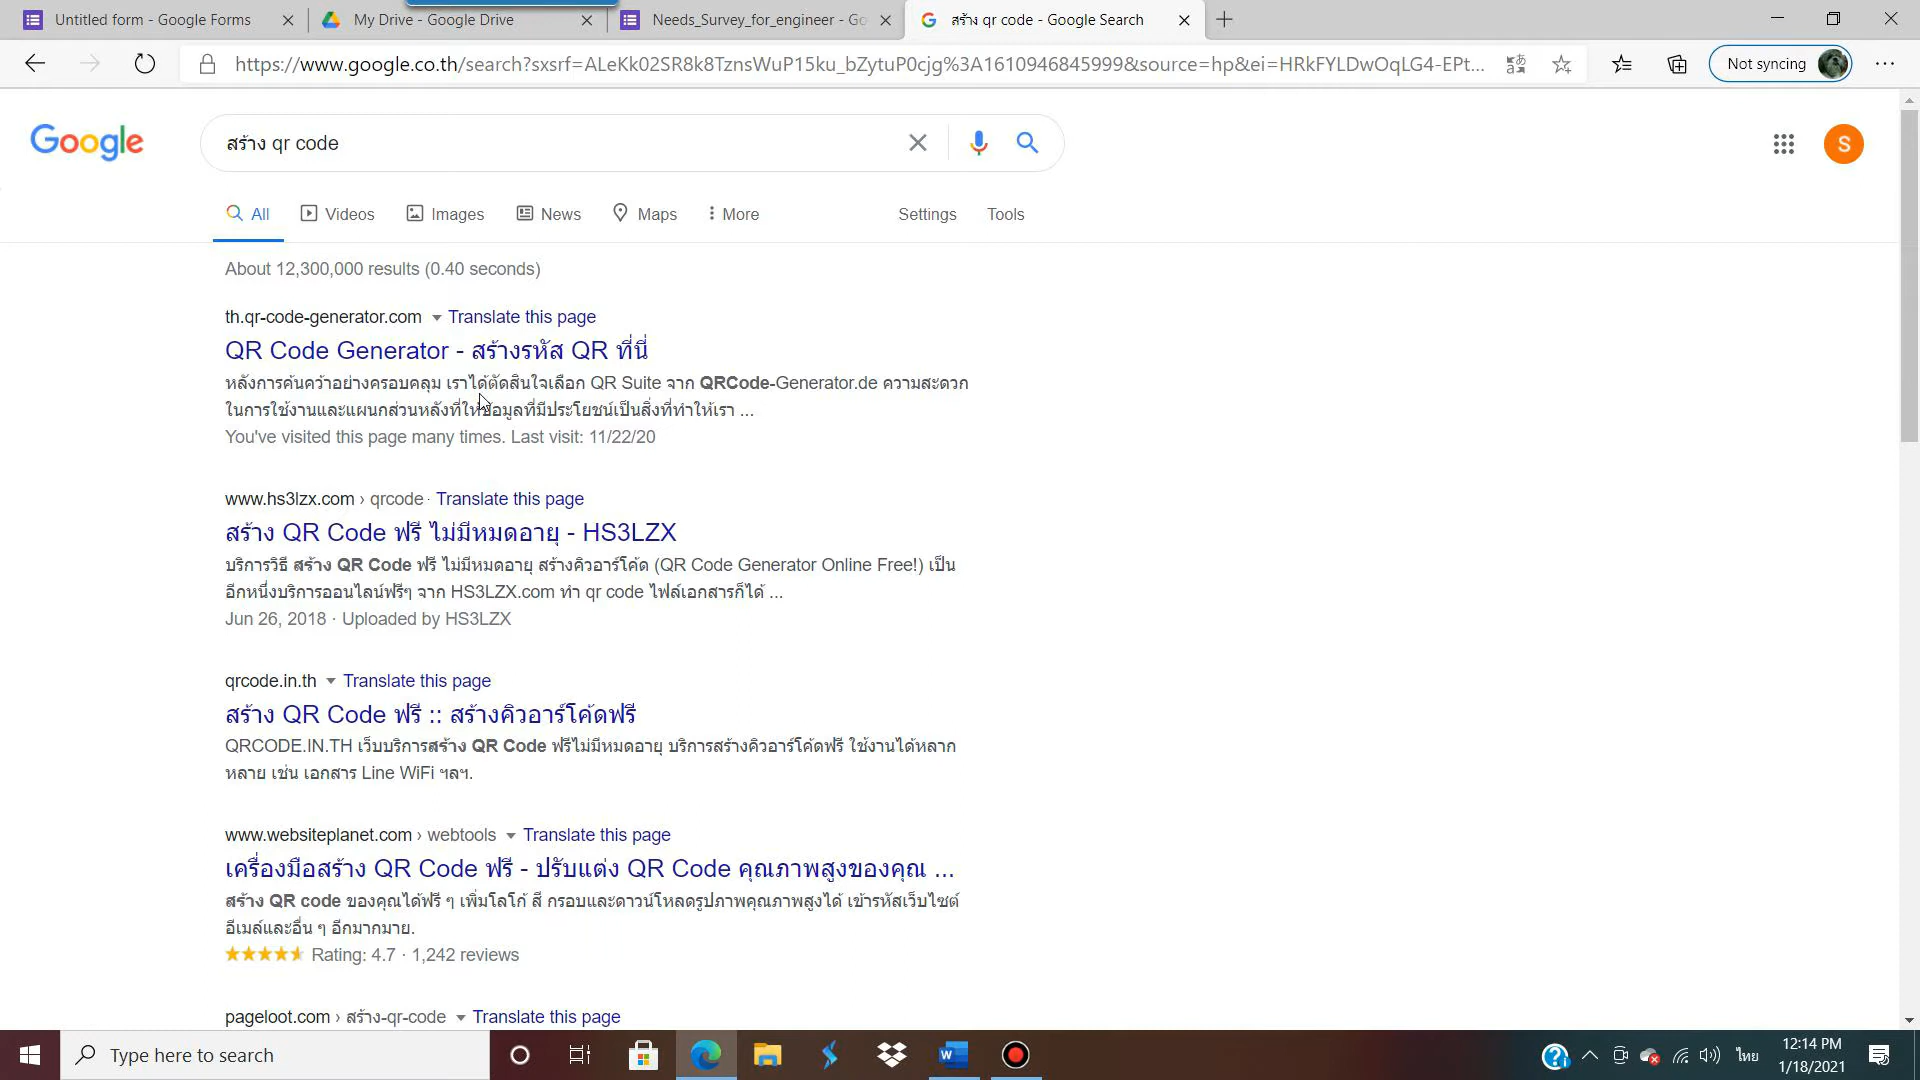 Untitled form - Google Forms
My Drive - Google Drive
Needs_Survey_for_engineer - Go
สร้าง qr code - Google Search
https://www.google.co.th/search?sxsrf=ALeKk02SR8k8TznsWuP15ku_bZytuP0cjg%3A1610946845999&source=hp&ei=HRkFYLDwOqLG4-EPt...
Not syncing
Google
สร้าง qr code
S
All
Videos
Images
News
Maps
More
Settings
Tools
About 12,300,000 results (0.40 seconds)
th.qr-code-generator.com Translate this page
QR Code Generator - สร้างรหัส QR ที่นี่
หลังการค้นคว้าอย่างครอบคลุม เราได้ตัดสินใจเลือก QR Suite จาก QRCode-Generator.de ความสะดวก
ในการใช้งานและแผนกส่วนหลังที่ให้ข้อมูลที่มีประโยชน์เป็นสิ่งที่ทำให้เรา ...
You've visited this page many times. Last visit: 11/22/20
www.hs3lzx.com › qrcode · Translate this page
สร้าง QR Code ฟรี ไม่มีหมดอายุ - HS3LZX
บริการวิธี สร้าง QR Code ฟรี ไม่มีหมดอายุ สร้างคิวอาร์โค้ด (QR Code Generator Online Free!) เป็น
อีกหนึ่งบริการออนไลน์ฟรีๆ จาก HS3LZX.com ทำ qr code ไฟล์เอกสารก็ได้ ...
Jun 26, 2018 · Uploaded by HS3LZX
qrcode.in.th Translate this page
สร้าง QR Code ฟรี :: สร้างคิวอาร์โค้ดฟรี
QRCODE.IN.TH เว็บบริการสร้าง QR Code ฟรีไม่มีหมดอายุ บริการสร้างคิวอาร์โค้ดฟรี ใช้งานได้หลาก
หลาย เช่น เอกสาร Line WiFi ฯลฯ.
www.websiteplanet.com › webtools Translate this page
เครื่องมือสร้าง QR Code ฟรี - ปรับแต่ง QR Code คุณภาพสูงของคุณ ...
สร้าง QR code ของคุณได้ฟรี ๆ เพิ่มโลโก้ สี กรอบและดาวน์โหลดรูปภาพคุณภาพสูงได้ เข้ารหัสเว็บไซต์
อีเมล์และอื่น ๆ อีกมากมาย.
Rating: 4.7 · 1,242 reviews
pageloot.com › สร้าง-qr-code Translate this page
Type here to search
W
ไทย
12:14 PM
1/18/2021